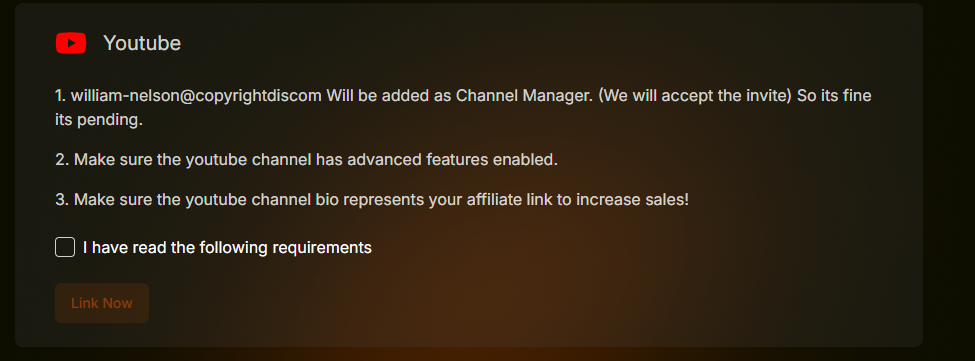 Youtube
1. william-nelson@copyrightdiscom Will be added as Channel Manager. (We will accept the invite) So its fine
its pending.
2. Make sure the youtube channel has advanced features enabled.
3. Make sure the youtube channel bio represents your affiliate link to increase sales!
I have read the following requirements
Link Now